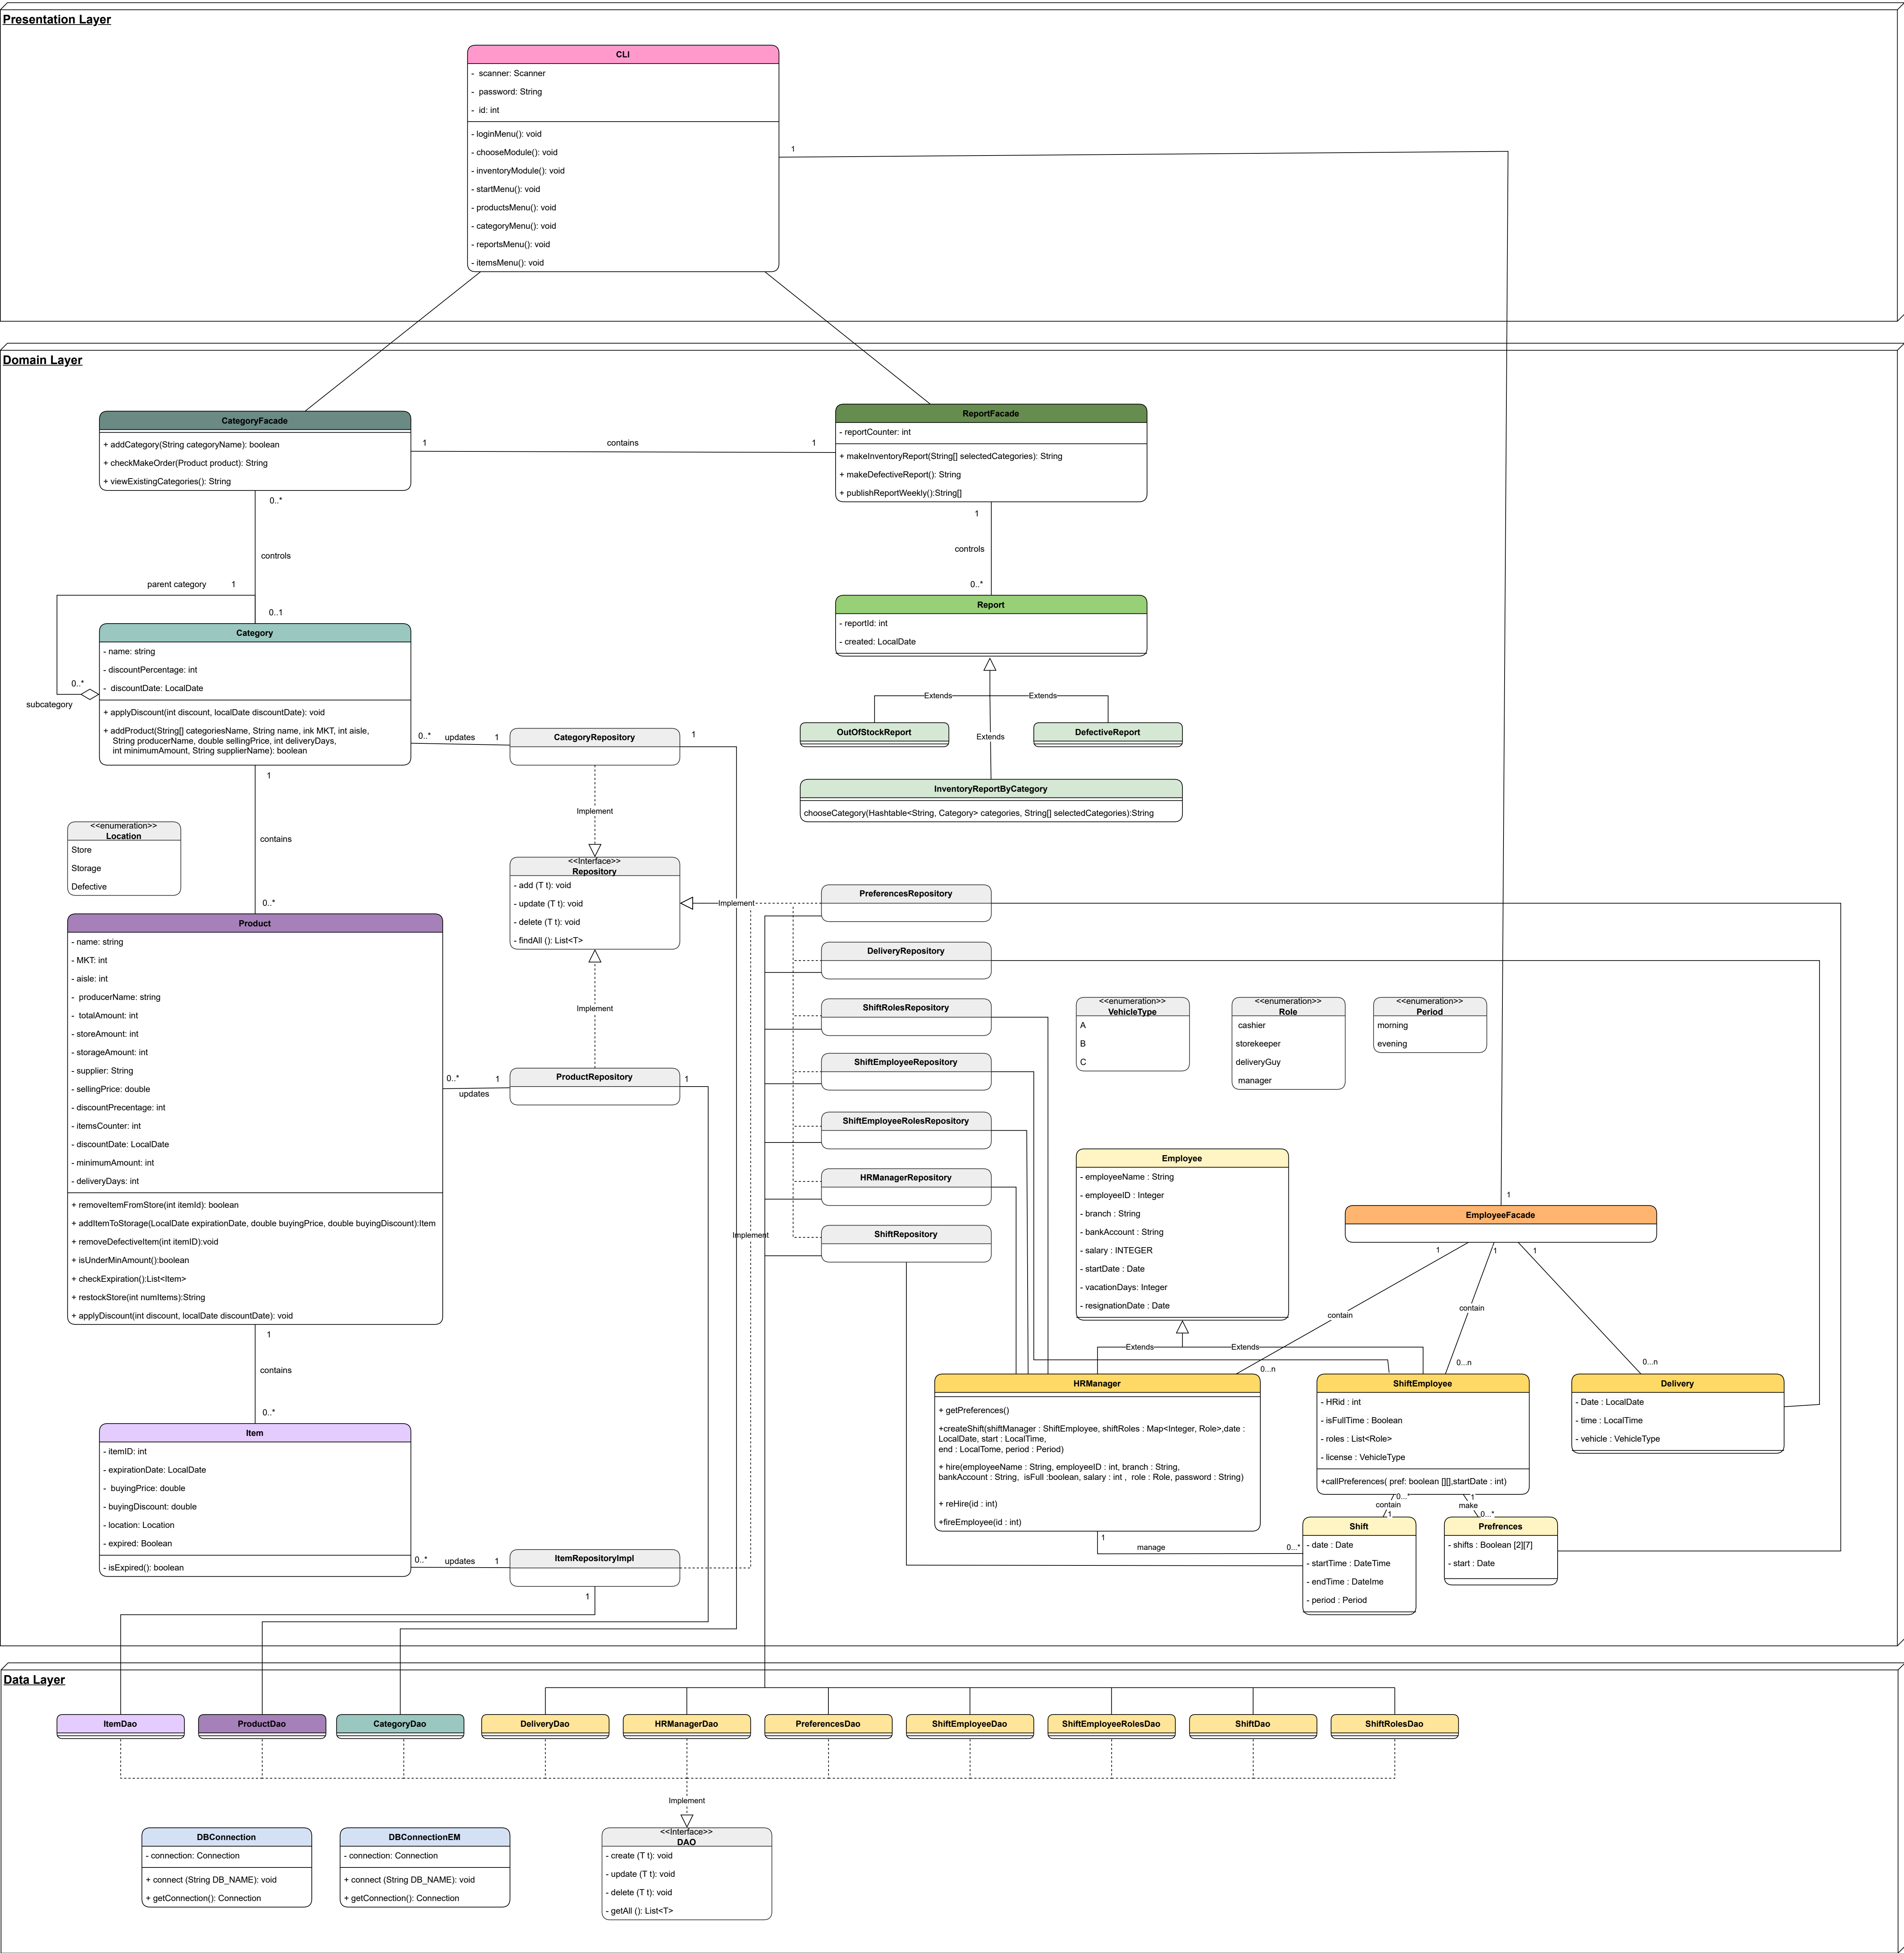 Presentation Layer
CLI
-  scanner: Scanner
-  password: String
-  id: int
- loginMenu(): void
- chooseModule(): void
- inventoryModule(): void
- startMenu(): void
- productsMenu(): void
- categoryMenu(): void
- reportsMenu(): void
- itemsMenu(): void
1
Domain Layer
CategoryFacade
+ addCategory(String categoryName): boolean
+ checkMakeOrder(Product product): String
+ viewExistingCategories(): String
1
contains
1
ReportFacade
- reportCounter: int
+ makeInventoryReport(String[] selectedCategories): String
+ makeDefectiveReport(): String
+ publishReportWeekly():String[]
0..*
controls
0..1
parent category
1
0..*
subcategory
1
controls
0..*
Category
- name: string
- discountPercentage: int
-  discountDate: LocalDate
+ applyDiscount(int discount, localDate discountDate): void
+ addProduct(String[] categoriesName, String name, ink MKT, int aisle,
String producerName, double sellingPrice, int deliveryDays,
int minimumAmount, String supplierName): boolean
Report
- reportId: int
- created: LocalDate
Extends
Extends
Extends
OutOfStockReport
DefectiveReport
InventoryReportByCategory
chooseCategory(Hashtable<String, Category> categories, String[] selectedCategories):String
0..*
updates
1
CategoryRepository
1
Implement
1
contains
0..*
<<enumeration>>
Location
Store
Storage
Defective
<<Interface>>
Repository
- add (T t): void
- update (T t): void
- delete (T t): void
- findAll (): List<T>
Implement
Implement
Implement
PreferencesRepository
DeliveryRepository
ShiftRolesRepository
ShiftEmployeeRepository
ShiftEmployeeRolesRepository
HRManagerRepository
ShiftRepository
Product
- name: string
- MKT: int
- aisle: int
-  producerName: string
-  totalAmount: int
- storeAmount: int
- storageAmount: int
- supplier: String
- sellingPrice: double
- discountPrecentage: int
- itemsCounter: int
- discountDate: LocalDate
- minimumAmount: int
- deliveryDays: int
+ removeItemFromStore(int itemId): boolean
+ addItemToStorage(LocalDate expirationDate, double buyingPrice, double buyingDiscount):Item
+ removeDefectiveItem(int itemID):void
+ isUnderMinAmount():boolean
+ checkExpiration():List<Item>
+ restockStore(int numItems):String
+ applyDiscount(int discount, localDate discountDate): void
0..*
updates
1
ProductRepository
1
<<enumeration>>
VehicleType
A
B
C
<<enumeration>>
Role
cashier
storekeeper
deliveryGuy
manager
<<enumeration>>
Period
morning
evening
Employee
- employeeName : String
- employeeID : Integer
- branch : String
- bankAccount : String
- salary : INTEGER
- startDate : Date
- vacationDays: Integer
- resignationDate : Date
Extends
Extends
1
EmployeeFacade
1
1
1
contain
contain
0...n
0...n
0...n
1
contains
0..*
Item
- itemID: int
- expirationDate: LocalDate
-  buyingPrice: double
- buyingDiscount: double
- location: Location
- expired: Boolean
- isExpired(): boolean
0..*
updates
1
ItemRepositoryImpl
1
HRManager
+ getPreferences()
+createShift(shiftManager : ShiftEmployee, shiftRoles : Map<Integer, Role>,date :
LocalDate, start : LocalTime,
end : LocalTome, period : Period)
+ hire(employeeName : String, employeeID : int, branch : String,
bankAccount : String,  isFull :boolean, salary : int ,  role : Role, password : String)
+ reHire(id : int)
+fireEmployee(id : int)
ShiftEmployee
- HRid : int
- isFullTime : Boolean
- roles : List<Role>
- license : VehicleType
+callPreferences( pref: boolean [][],startDate : int)
Delivery
- Date : LocalDate
- time : LocalTime
- vehicle : VehicleType
0...*
contain
1
1
make
0...*
1
manage
0...*
Shift
- date : Date
- startTime : DateTime
- endTime : DateIme
- period : Period
Prefrences
- shifts : Boolean [2][7]
- start : Date
Data Layer
ItemDao
ProductDao
CategoryDao
DeliveryDao
HRManagerDao
PreferencesDao
ShiftEmployeeDao
ShiftEmployeeRolesDao
ShiftDao
ShiftRolesDao
Implement
DBConnection
- connection: Connection
+ connect (String DB_NAME): void
+ getConnection(): Connection
DBConnectionEM
- connection: Connection
+ connect (String DB_NAME): void
+ getConnection(): Connection
<<Interface>>
DAO
- create (T t): void
- update (T t): void
- delete (T t): void
- getAll (): List<T>